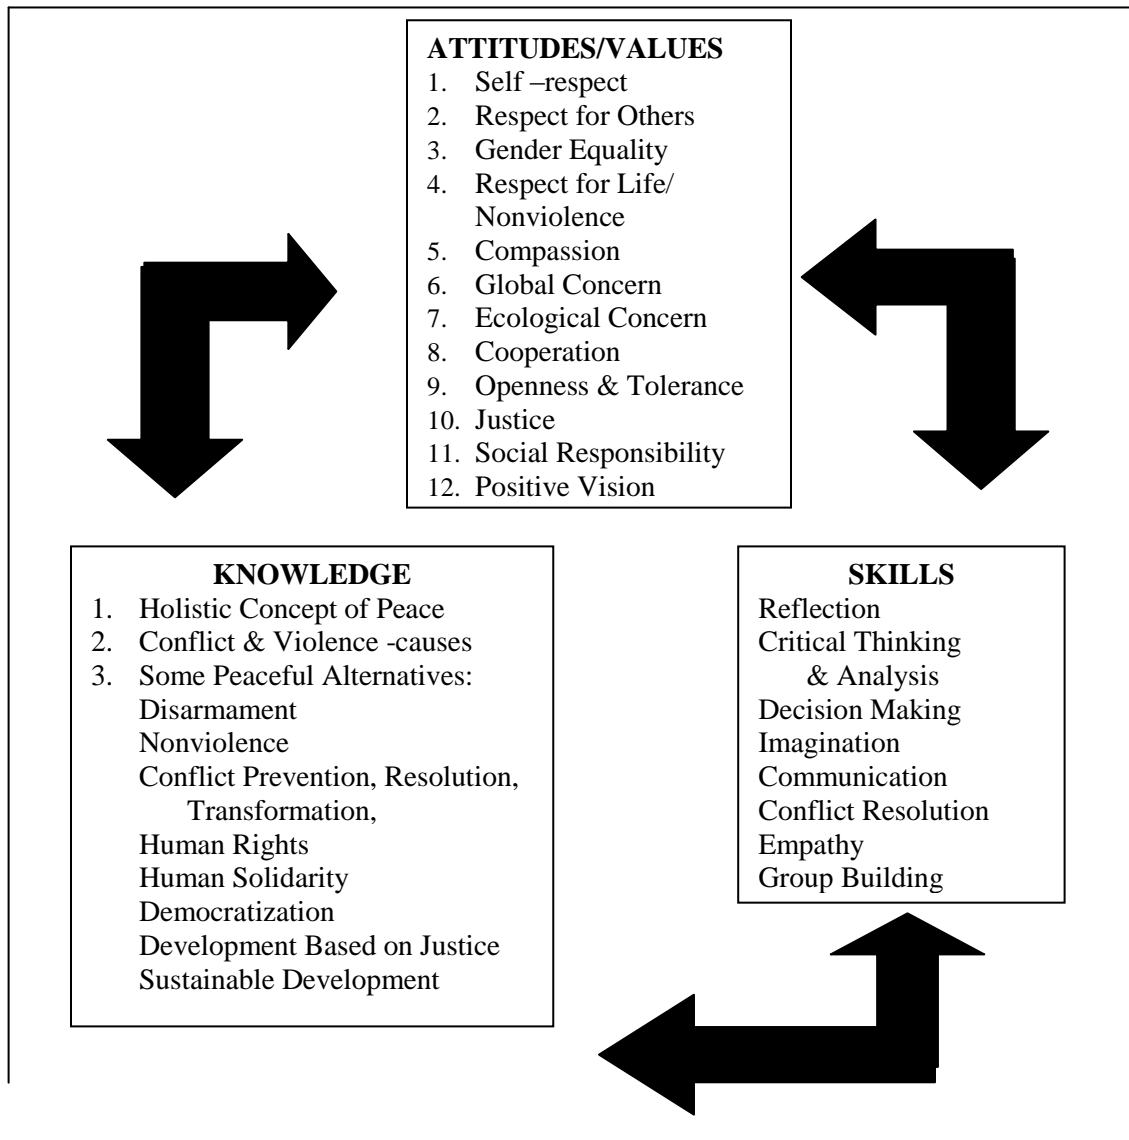 ATTITUDES/VALUES
1. Self –respect
2. Respect for Others
3. Gender Equality
4. Respect for Life/
Nonviolence
5. Compassion
6. Global Concern
7. Ecological Concern
8. Cooperation
9. Openness & Tolerance
10. Justice
11. Social Responsibility
12. Positive Vision
KNOWLEDGE
1. Holistic Concept of Peace
2. Conflict & Violence -causes
3. Some Peaceful Alternatives:
Disarmament
Nonviolence
Conflict Prevention, Resolution,
Transformation,
Human Rights
Human Solidarity
Democratization
Development Based on Justice
Sustainable Development
SKILLS
Reflection
Critical Thinking
& Analysis
Decision Making
Imagination
Communication
Conflict Resolution
Empathy
Group Building